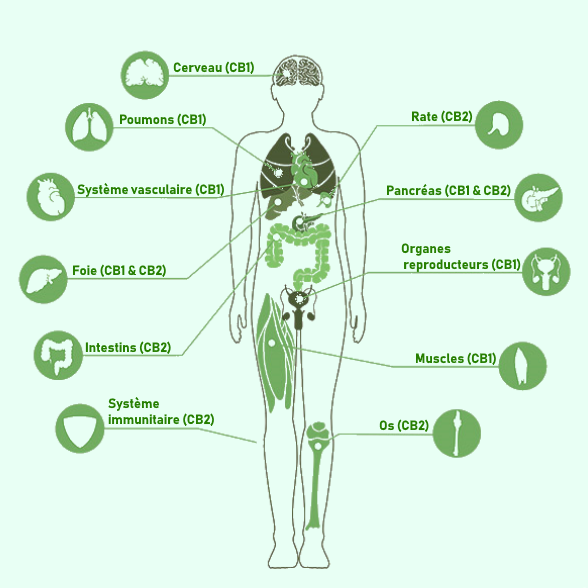 Cerveau (CB1)
Poumons (CB1)
Système vasculaire (CB1)
Foie (CB1 & CB2)
Intestins (CB2)
Système
immunitaire (CB2)
Rate (CB2)
Pancréas (CB1 & CB2)
Organes
reproducteurs (CB1)
Muscles (CB1)
Os (CB2)